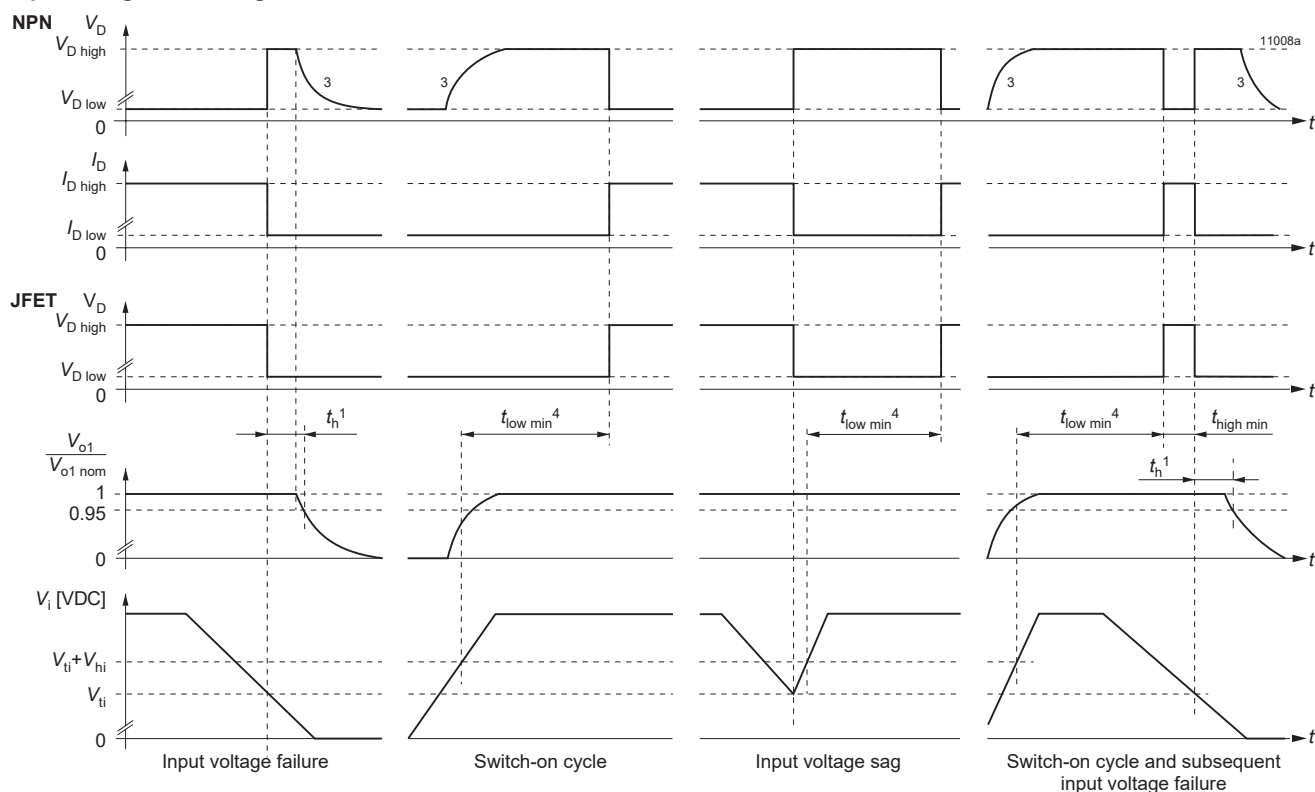 NPN V_D
V_D high
11008a
3 3 3 3
V_D low
0
t
I_D
I_D high
I_D low
0
t
JFET V_D
V_D high
V_D low
0
t
t_h^1 t_low min^4 t_low min^4 t_low min^4 t_high min
V_o1
V_o1 nom
t_h^1
1
0.95
0
t
V_i [VDC]
V_ti+V_hi
V_ti
0
t
Input voltage failure Switch-on cycle Input voltage sag Switch-on cycle and subsequent
input voltage failure